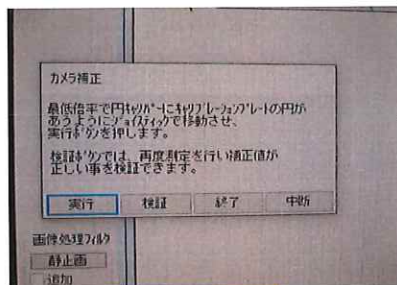 カメラ補正
最低倍率で円ｷｬﾘﾊﾟｰにｷｬﾘﾌﾞﾚｰｼｮﾝﾌﾟﾚｰﾄの円が
あうようにｼﾞｮｲｽﾃｨｯｸで移動させ、
実行ﾎﾞﾀﾝを押します。
検証ﾎﾞﾀﾝでは、再度測定を行い補正値が
正しい事を検証できます。
実行 検証 終了 中断
画像処理ﾌｨﾙﾀ
静止画
追加